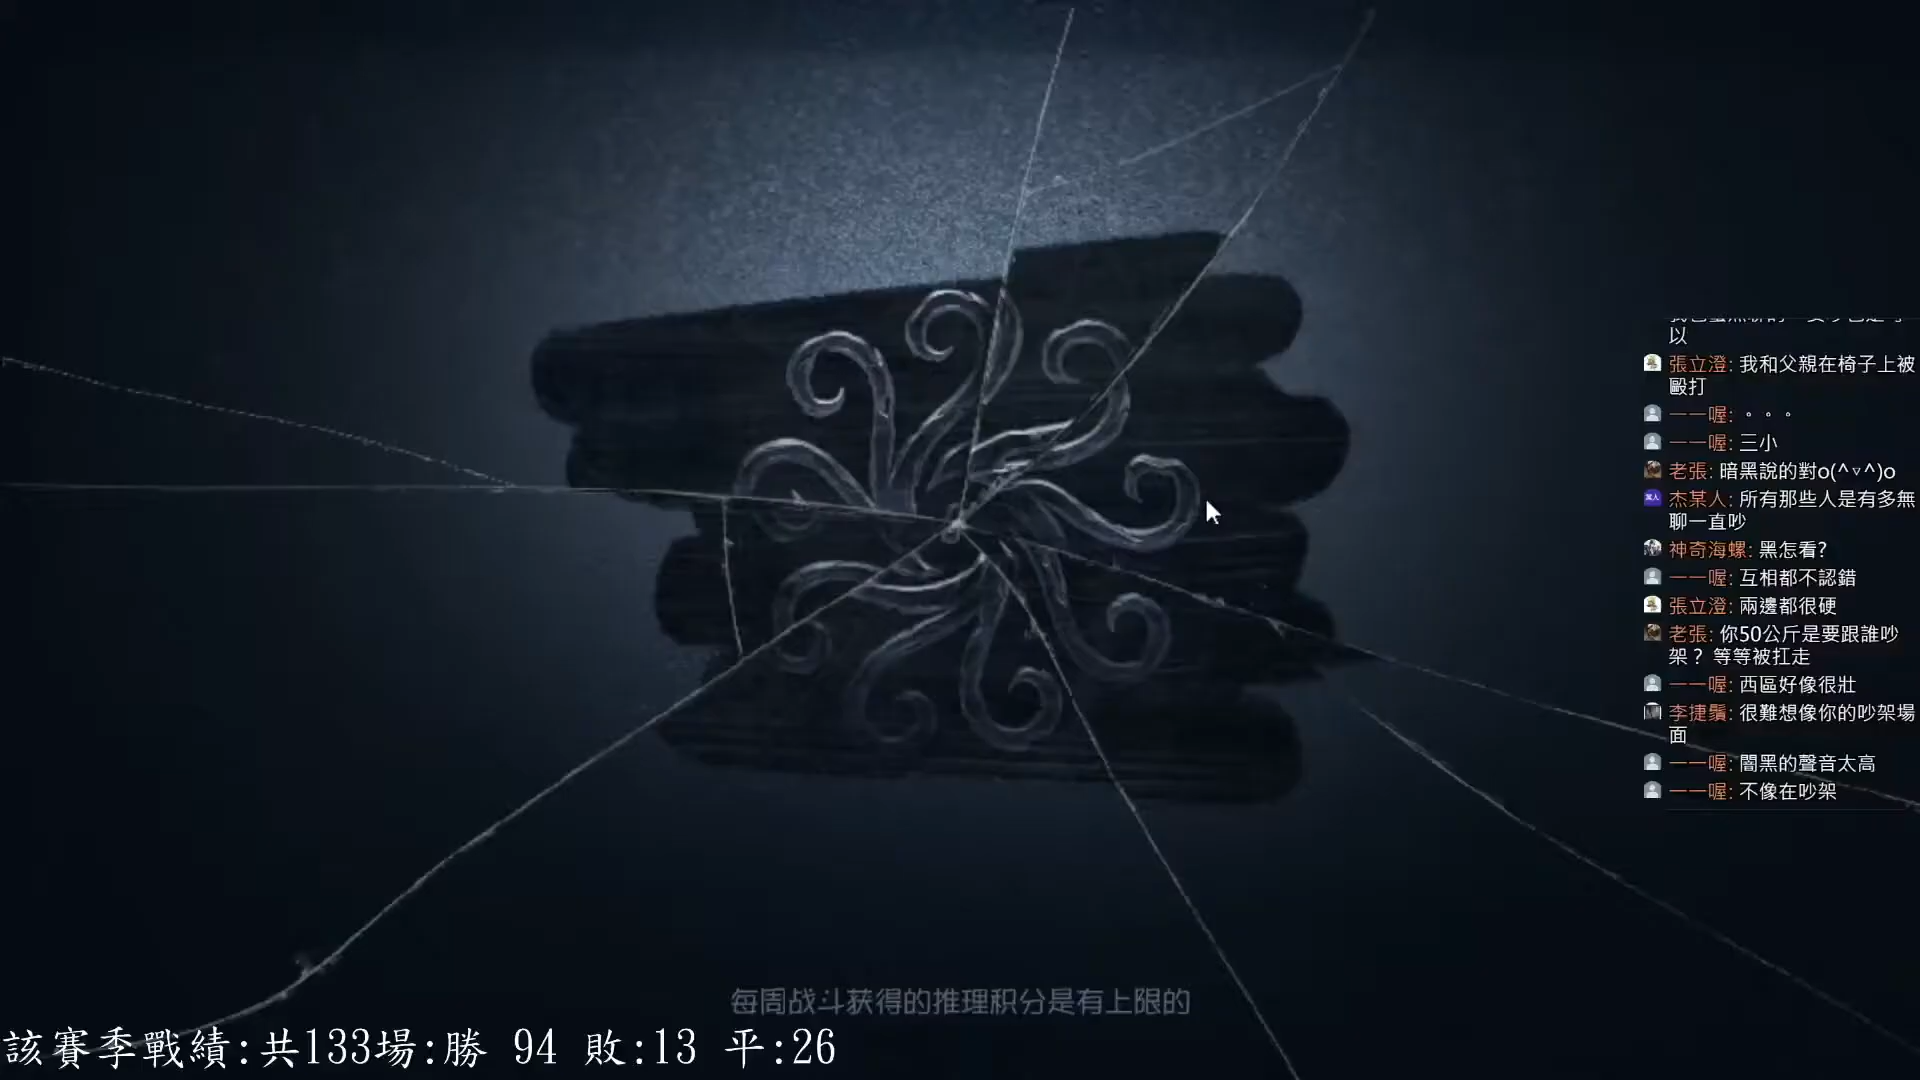 以
張立澄: 我和父親在椅子上被
毆打
一一喔: 。。。
一一喔: 三小
老張: 暗黑說的對o(^▿^)o
杰某人: 所有那些人是有多無
聊一直吵
神奇海螺: 黑怎看?
一一喔: 互相都不認錯
張立澄: 兩邊都很硬
老張: 你50公斤是要跟誰吵
架？等等被扛走
一一喔: 西區好像很壯
李捷鬚: 很難想像你的吵架場
面
一一喔: 闇黑的聲音太高
一一喔: 不像在吵架
每周战斗获得的推理积分是有上限的
該賽季戰績:共133場:勝 94 敗:13 平:26